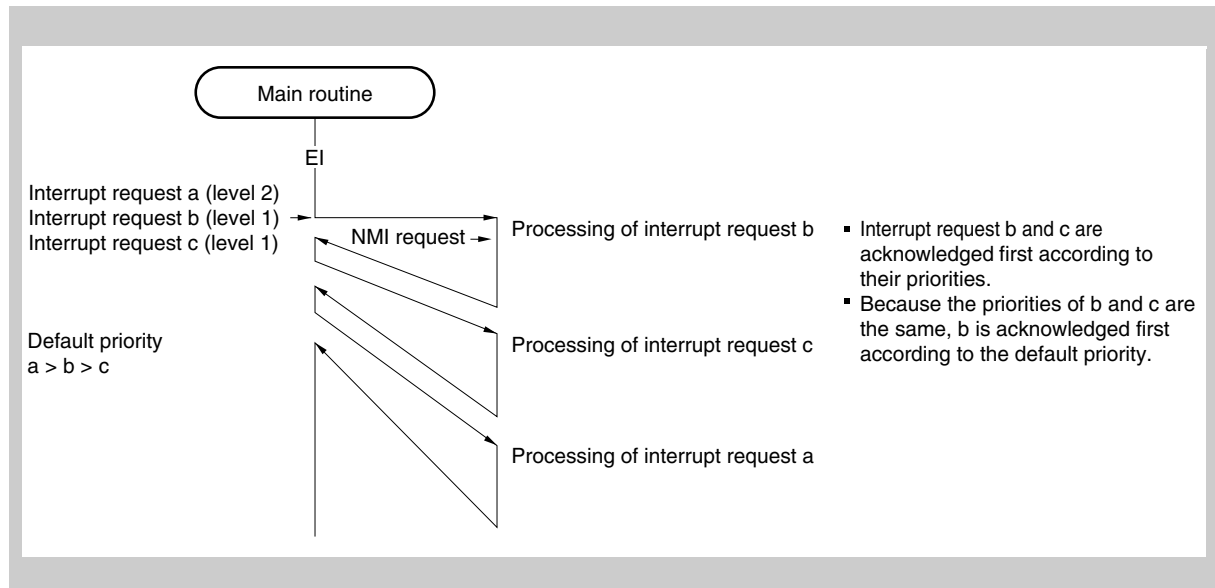 Main routine
EI
Interrupt request a (level 2)
Interrupt request b (level 1)
Interrupt request c (level 1)
NMI request
Processing of interrupt request b
▪ Interrupt request b and c are
acknowledged first according to
their priorities.
▪ Because the priorities of b and c are
the same, b is acknowledged first
according to the default priority.
Default priority
a > b > c
Processing of interrupt request c
Processing of interrupt request a